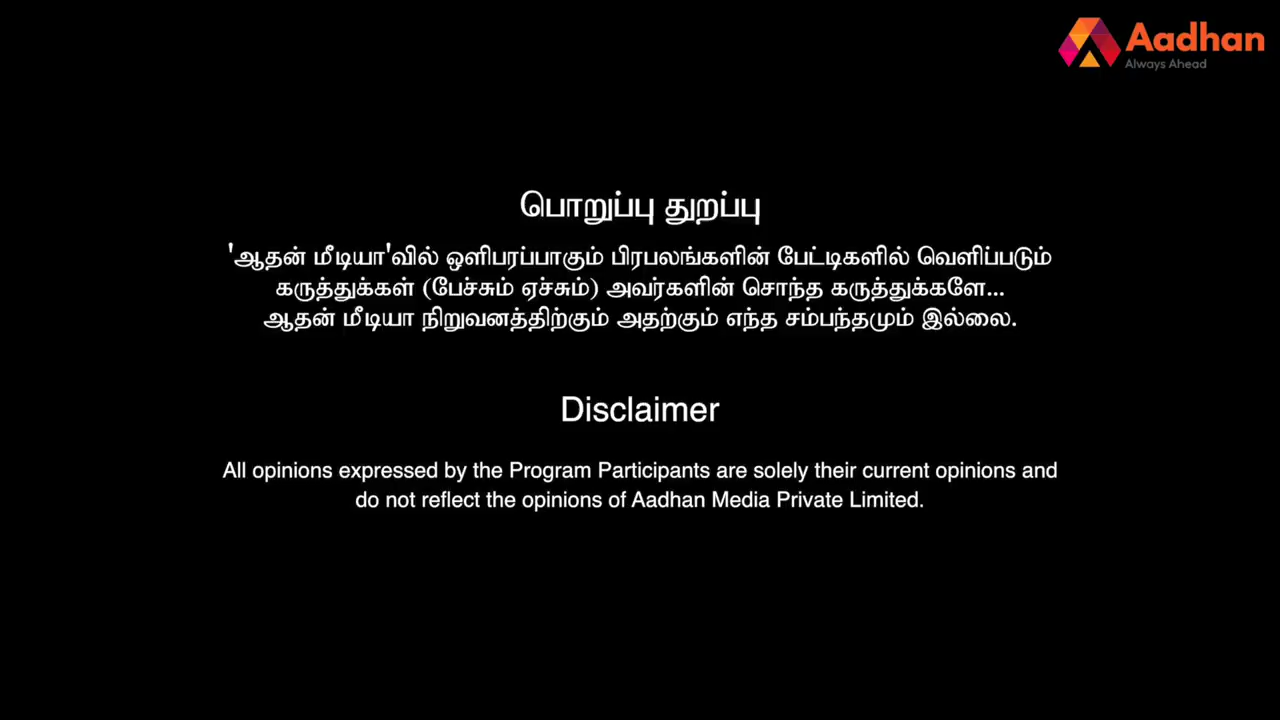 Aadhan
Always Ahead
பொறுப்பு துறப்பு
'ஆதன் மீடியா'வில் ஒளிபரப்பாகும் பிரபலங்களின் பேட்டிகளில் வெளிப்படும்
கருத்துக்கள் (பேச்சும் ஏச்சும்) அவர்களின் சொந்த கருத்துக்களே...
ஆதன் மீடியா நிறுவனத்திற்கும் அதற்கும் எந்த சம்பந்தமும் இல்லை.
Disclaimer
All opinions expressed by the Program Participants are solely their current opinions and
do not reflect the opinions of Aadhan Media Private Limited.